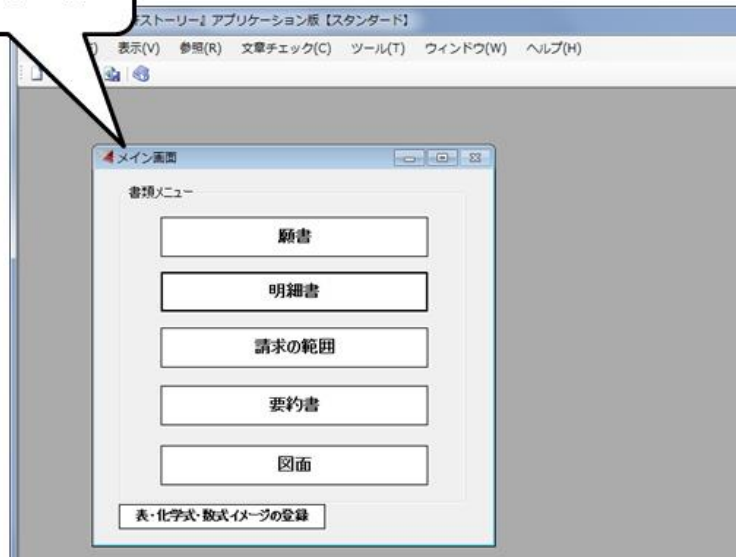 ストーリー』アプリケーション版【スタンダード】
表示(V) 参照(R) 文章チェック(C) ツール(T) ウィンドウ(W) ヘルプ(H)
メイン画面
書類メニュー
願書
明細書
請求の範囲
要約書
図面
表・化学式・数式イメージの登録